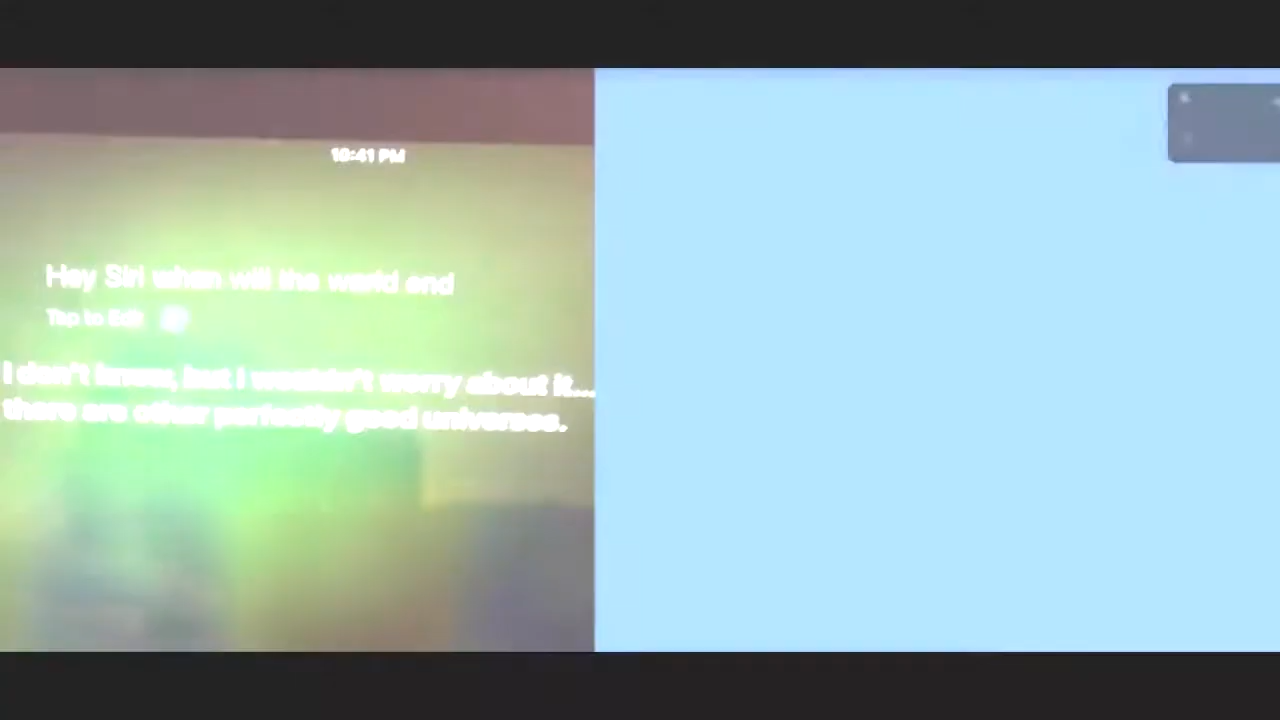 10:41 PM
Hey Siri when will the world end
Tap to Edit
I don't know, but I wouldn't worry about it...
there are other perfectly good universes.